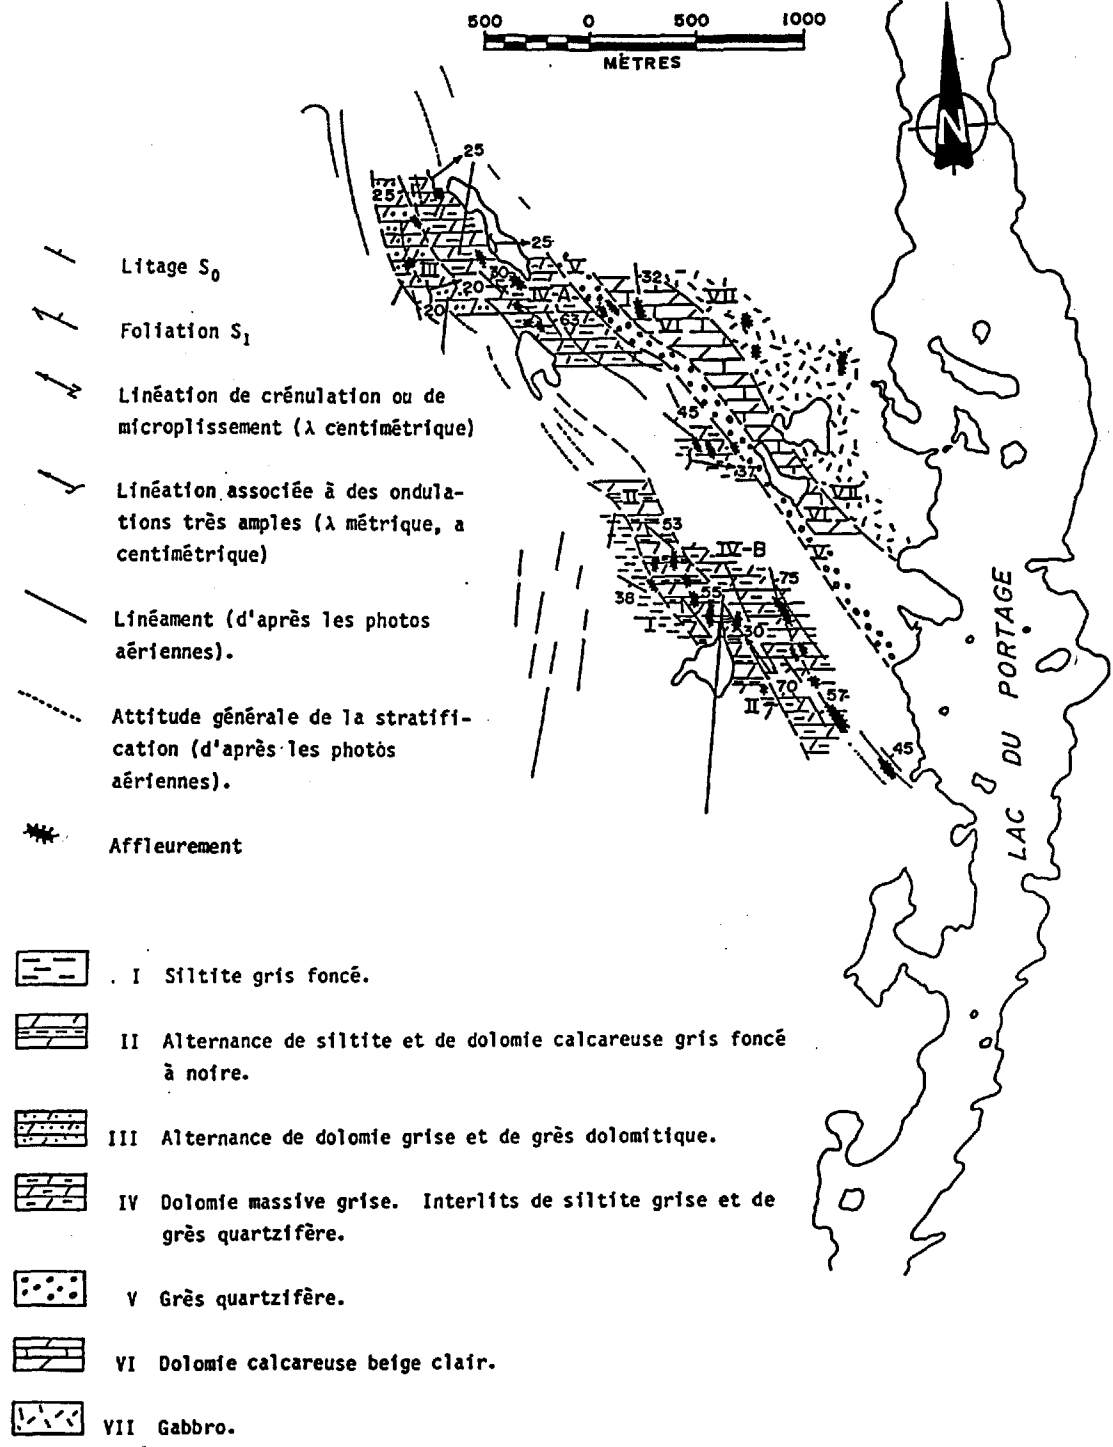 500 0 500 1000
MÈTRES
N
25
25
25
III
30
20
20
IV-A
63
V
32
VI
VII
45
37
VII
VI
V
II
53
IV-B
75
38
55
I
30
70
II
57
45
LAC DU PORTAGE
Litage S0
Foliation S1
Linéation de crénulation ou de
microplissement (λ centimétrique)
Linéation associée à des ondula-
tions très amples (λ métrique, a
centimétrique)
Linéament (d'après les photos
aériennes).
Attitude générale de la stratifi-
cation (d'après les photos
aériennes).
Affleurement
I Siltite gris foncé.
II Alternance de siltite et de dolomie calcareuse gris foncé
à noire.
III Alternance de dolomie grise et de grès dolomitique.
IV Dolomie massive grise. Interlits de siltite grise et de
grès quartzifère.
V Grès quartzifère.
VI Dolomie calcareuse beige clair.
VII Gabbro.